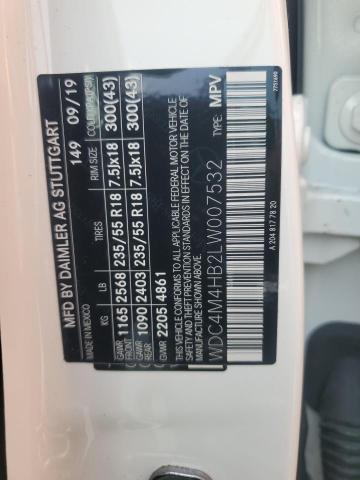 MFD BY DAIMLER AG STUTTGART
MADE IN MEXICO 149 09/19
KG LB TIRES RIM SIZE COLD kPA(PSI)
GAWR FRONT 1165 2568 235/55 R18 7.5Jx18 300(43)
GAWR REAR 1090 2403 235/55 R18 7.5Jx18 300(43)
GVWR 2205 4861
THIS VEHICLE CONFORMS TO ALL APPLICABLE FEDERAL MOTOR VEHICLE
SAFETY AND THEFT PREVENTION STANDARDS IN EFFECT ON THE DATE OF
MANUFACTURE SHOWN ABOVE.
TYPE: MPV
WDC4M4HB2LW007532
A 204 817 78 20